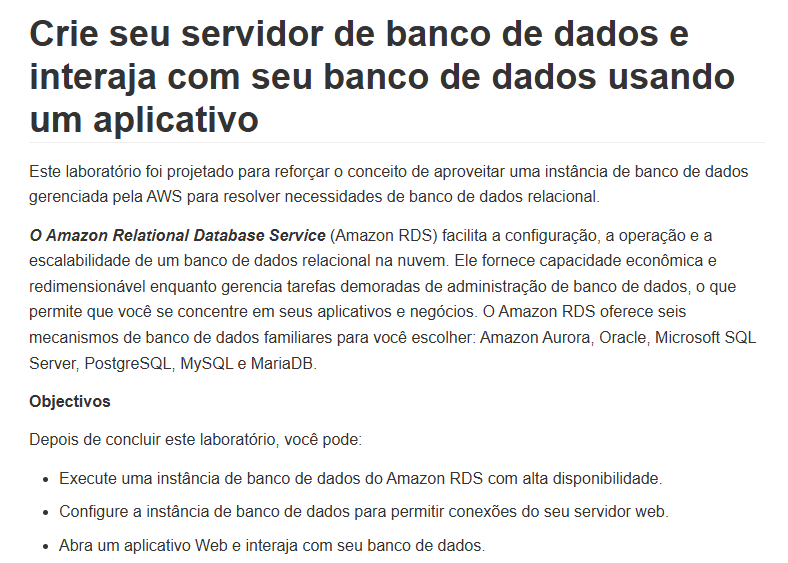 Crie seu servidor de banco de dados e
interaja com seu banco de dados usando
um aplicativo
Este laboratório foi projetado para reforçar o conceito de aproveitar uma instância de banco de dados
gerenciada pela AWS para resolver necessidades de banco de dados relacional.
O Amazon Relational Database Service (Amazon RDS) facilita a configuração, a operação e a
escalabilidade de um banco de dados relacional na nuvem. Ele fornece capacidade econômica e
redimensionável enquanto gerencia tarefas demoradas de administração de banco de dados, o que
permite que você se concentre em seus aplicativos e negócios. O Amazon RDS oferece seis
mecanismos de banco de dados familiares para você escolher: Amazon Aurora, Oracle, Microsoft SQL
Server, PostgreSQL, MySQL e MariaDB.
Objectivos
Depois de concluir este laboratório, você pode:
• Execute uma instância de banco de dados do Amazon RDS com alta disponibilidade.
• Configure a instância de banco de dados para permitir conexões do seu servidor web.
• Abra um aplicativo Web e interaja com seu banco de dados.